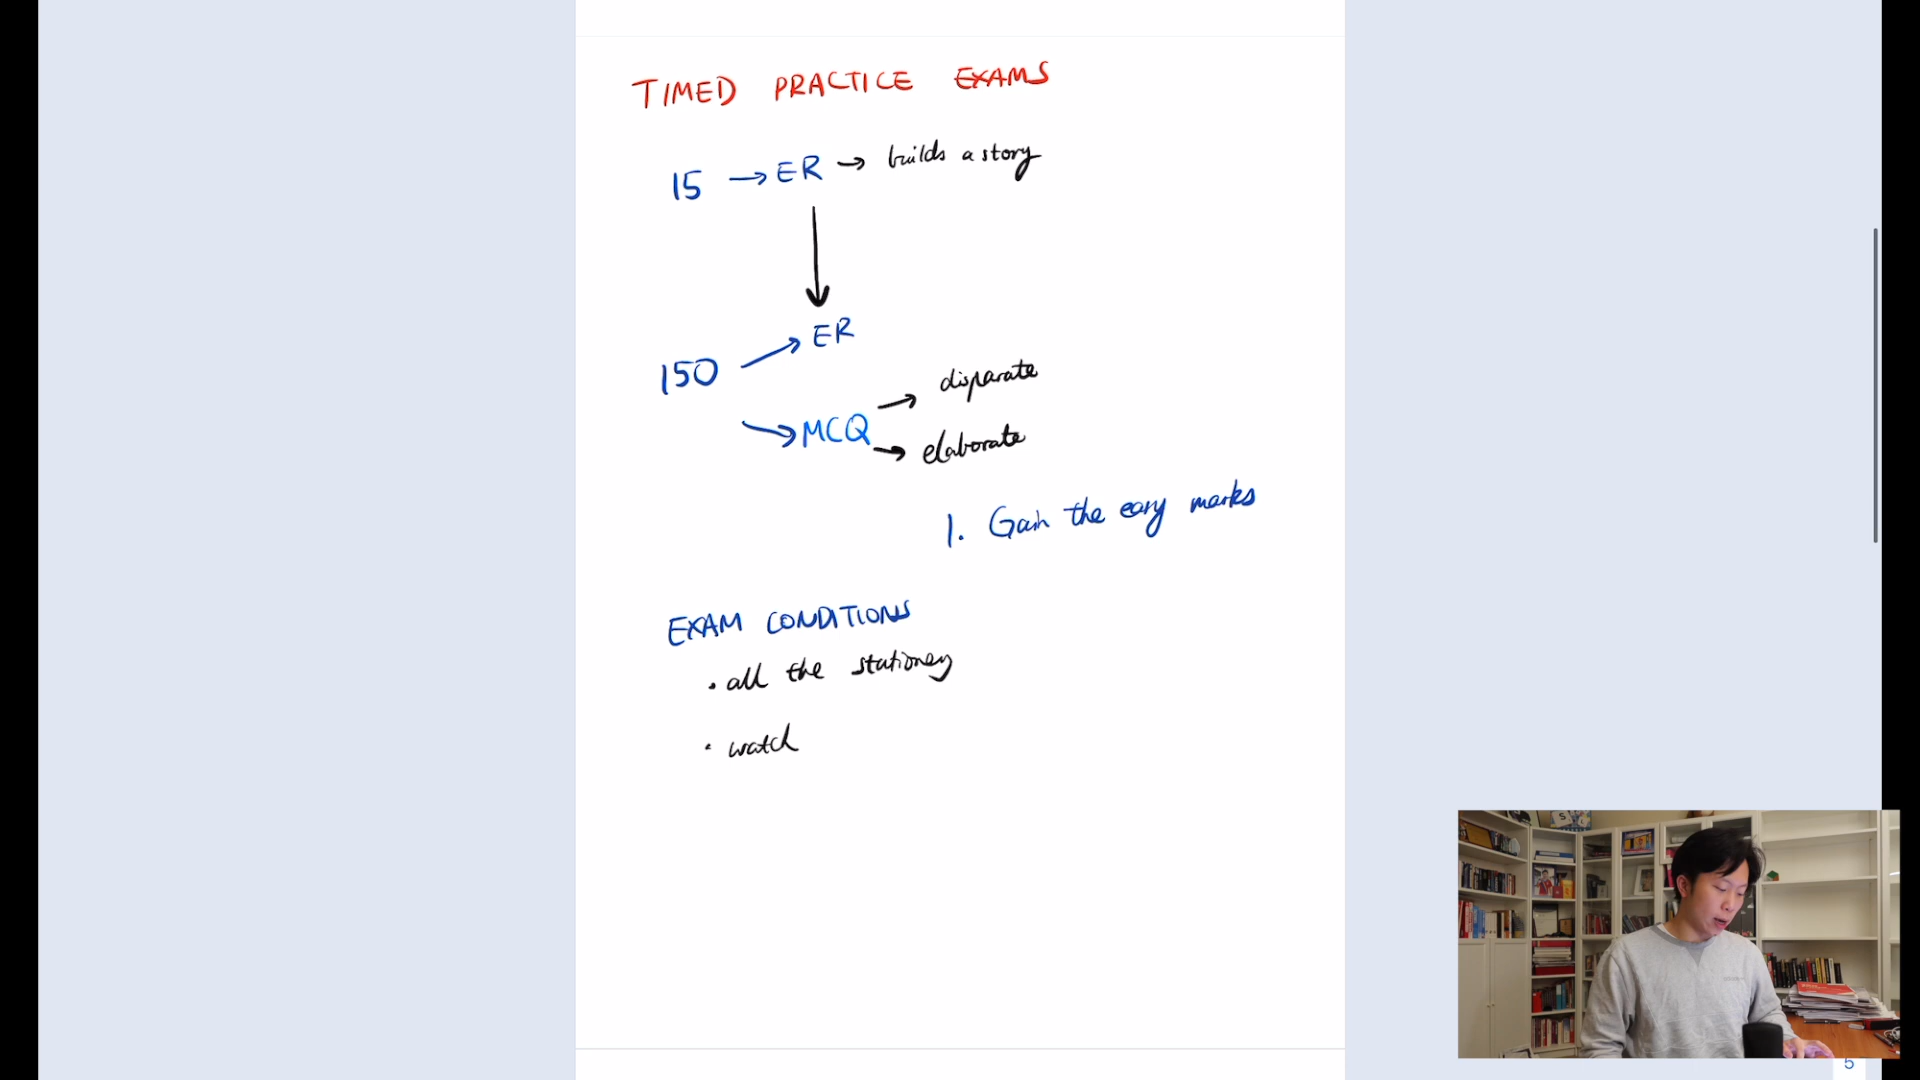 TIMED PRACTICE EXAMS
15 → ER → builds a story
ER
150
disparate
MCQ
elaborate
1. Gain the easy marks
EXAM CONDITIONS
• all the stationery
• watch
5